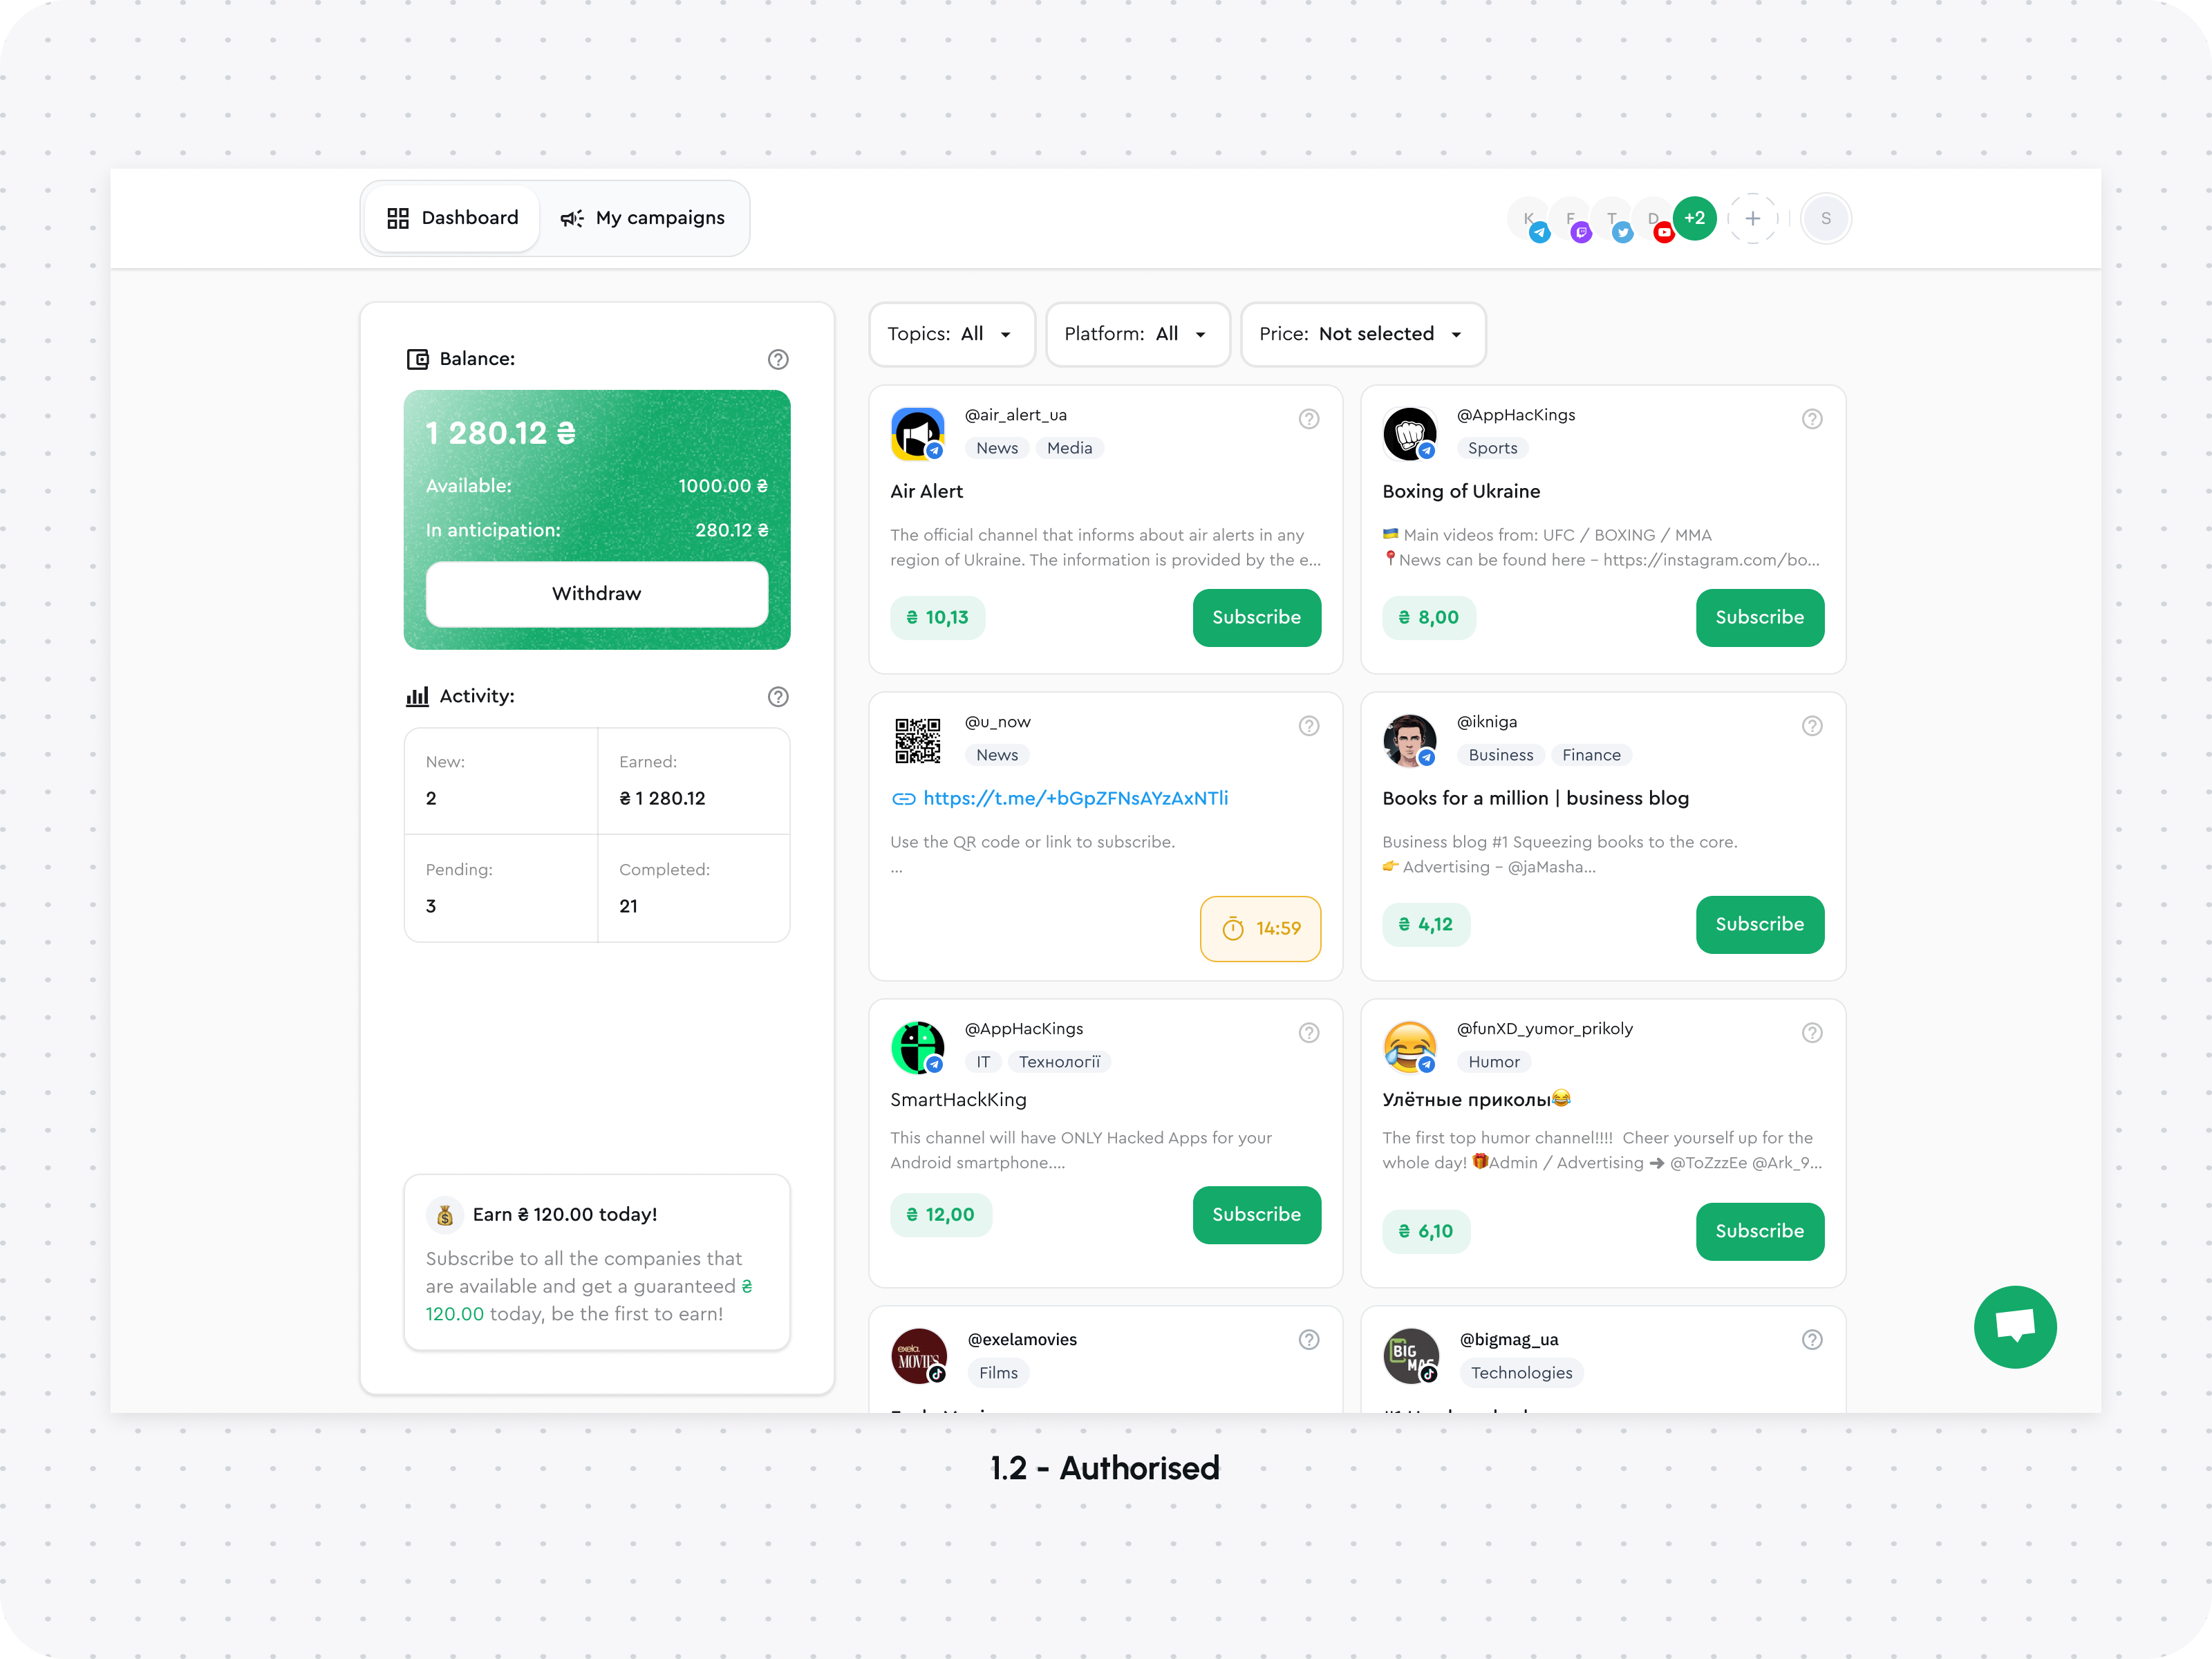 Dashboard
My campaigns
K
F
T
D
+2
S
Balance:
1 280.12 ₴
Available:
1000.00 ₴
In anticipation:
280.12 ₴
Withdraw
Activity:
New:
2
Earned:
₴ 1 280.12
Pending:
3
Completed:
21
Earn ₴ 120.00 today!
Subscribe to all the companies that
are available and get a guaranteed ₴
120.00 today, be the first to earn!
Topics: All
Platform: All
Price: Not selected
@air_alert_ua
News
Media
Air Alert
The official channel that informs about air alerts in any
region of Ukraine. The information is provided by the e...
₴ 10,13
Subscribe
@AppHacKings
Sports
Boxing of Ukraine
🇺🇦 Main videos from: UFC / BOXING / MMA
📍News can be found here – https://instagram.com/bo...
₴ 8,00
Subscribe
@u_now
News
https://t.me/+bGpZFNsAYzAxNTli
Use the QR code or link to subscribe.
...
14:59
@ikniga
Business
Finance
Books for a million | business blog
Business blog #1 Squeezing books to the core.
👉 Advertising – @jaMasha...
₴ 4,12
Subscribe
@AppHacKings
IT
Технології
SmartHackKing
This channel will have ONLY Hacked Apps for your
Android smartphone....
₴ 12,00
Subscribe
@funXD_yumor_prikoly
Humor
Улётные приколы😂
The first top humor channel!!!! Cheer yourself up for the
whole day! 🎁Admin / Advertising ➜ @ToZzzEe @Ark_9...
₴ 6,10
Subscribe
exela
MOVIES
@exelamovies
Films
BIG
MAG
@bigmag_ua
Technologies
1.2 - Authorised